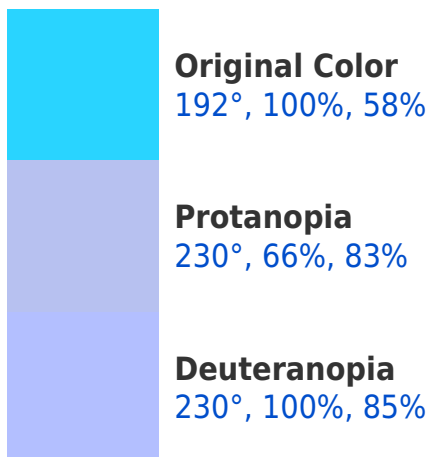 Original Color
192°, 100%, 58%
Protanopia
230°, 66%, 83%
Deuteranopia
230°, 100%, 85%